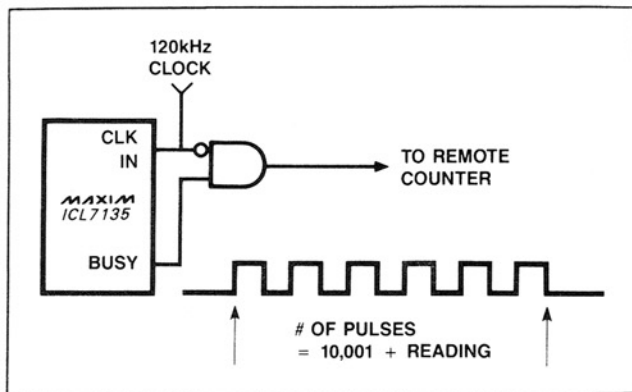 120kHz
CLOCK
CLK
IN
MAXIM
ICL7135
BUSY
TO REMOTE
COUNTER
# OF PULSES
= 10,001 + READING